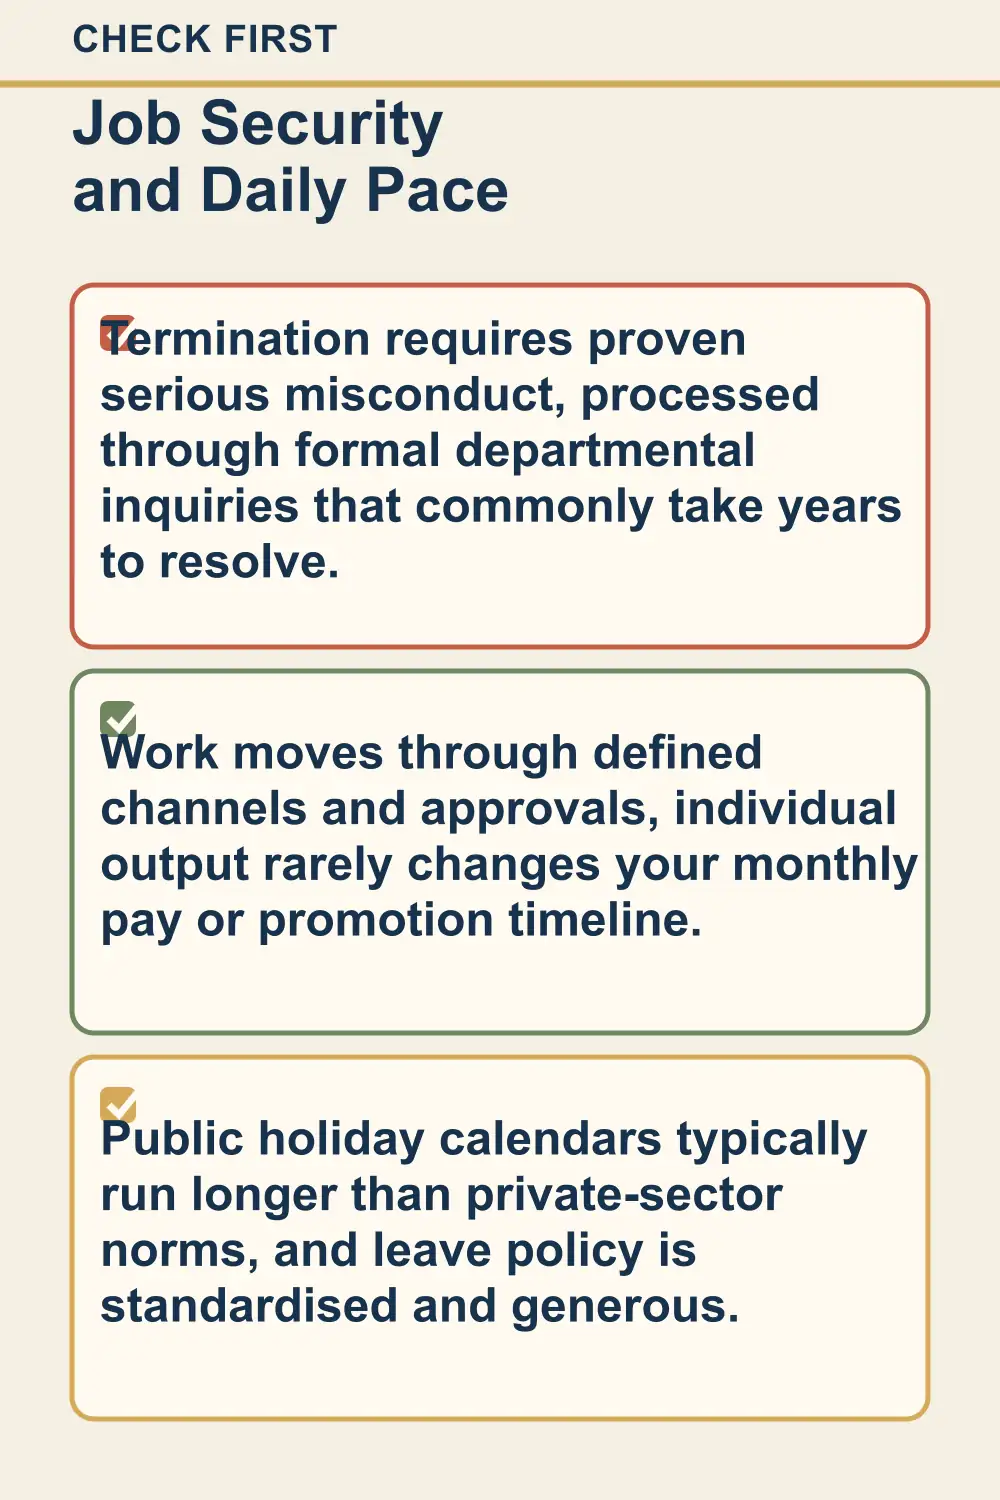 CHECK FIRST
Job Security
and Daily Pace
Termination requires proven
serious misconduct, processed
through formal departmental
inquiries that commonly take years
to resolve.
Work moves through defined
channels and approvals, individual
output rarely changes your monthly
pay or promotion timeline.
Public holiday calendars typically
run longer than private-sector
norms, and leave policy is
standardised and generous.